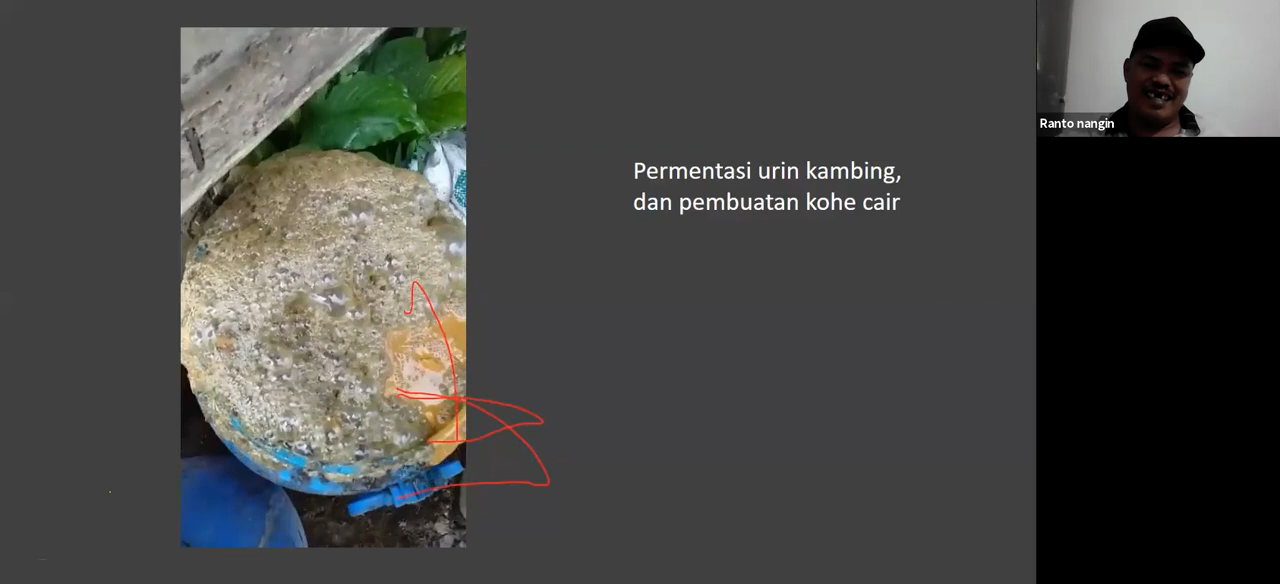 Permentasi urin kambing,
dan pembuatan kohe cair
Ranto nangin